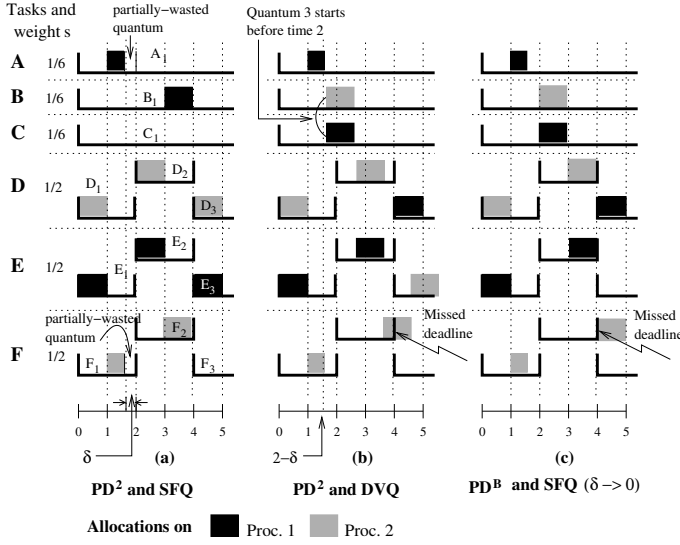 Tasks and
weight s
partially−wasted
quantum
Quantum 3 starts
before time 2
A 1/6 A1
B 1/6 B1
C 1/6 C1
D 1/2 D1 D2 D3
E 1/2 E1 E2 E3
partially−wasted
quantum
F 1/2 F1 F2 F3
Missed
deadline
Missed
deadline
0 1 2 3 4 5
0 1 2 3 4 5
0 1 2 3 4 5
δ (a) 2−δ (b) (c)
PD² and SFQ
PD² and DVQ
PDᴮ and SFQ (δ −> 0)
Allocations on Proc. 1 Proc. 2